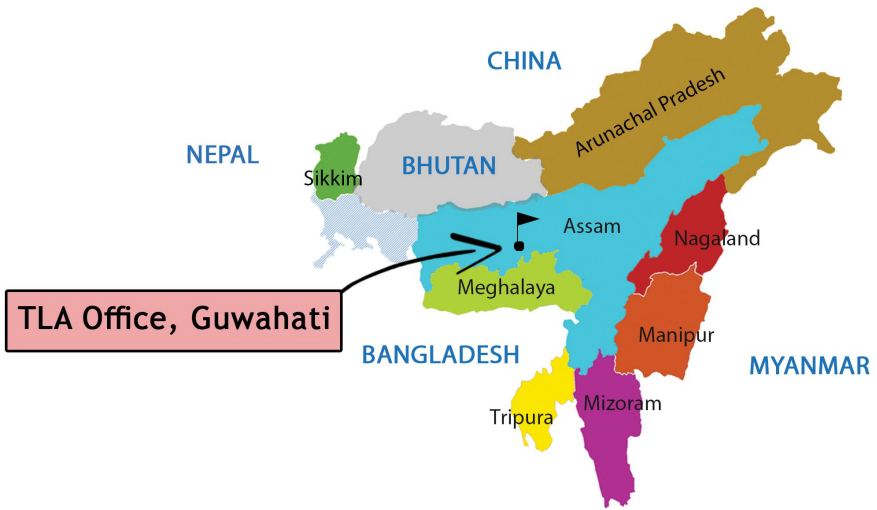 CHINA
Arunachal Pradesh
NEPAL
BHUTAN
Sikkim
Assam
Nagaland
Meghalaya
TLA Office, Guwahati
Manipur
BANGLADESH
MYANMAR
Mizoram
Tripura